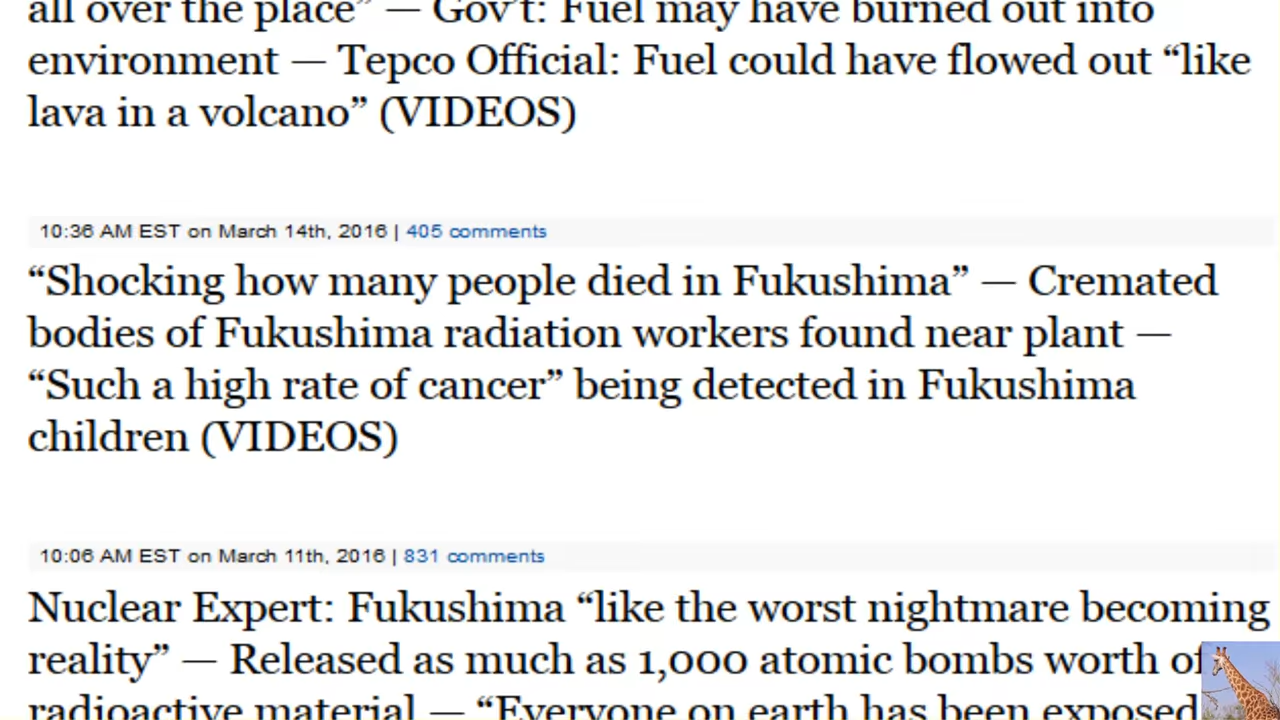 all over the place” — Gov’t: Fuel may have burned out into
environment — Tepco Official: Fuel could have flowed out “like
lava in a volcano” (VIDEOS)
10:36 AM EST on March 14th, 2016 | 405 comments
“Shocking how many people died in Fukushima” — Cremated
bodies of Fukushima radiation workers found near plant —
“Such a high rate of cancer” being detected in Fukushima
children (VIDEOS)
10:06 AM EST on March 11th, 2016 | 831 comments
Nuclear Expert: Fukushima “like the worst nightmare becoming
reality” — Released as much as 1,000 atomic bombs worth of
radioactive material — “Everyone on earth has been exposed